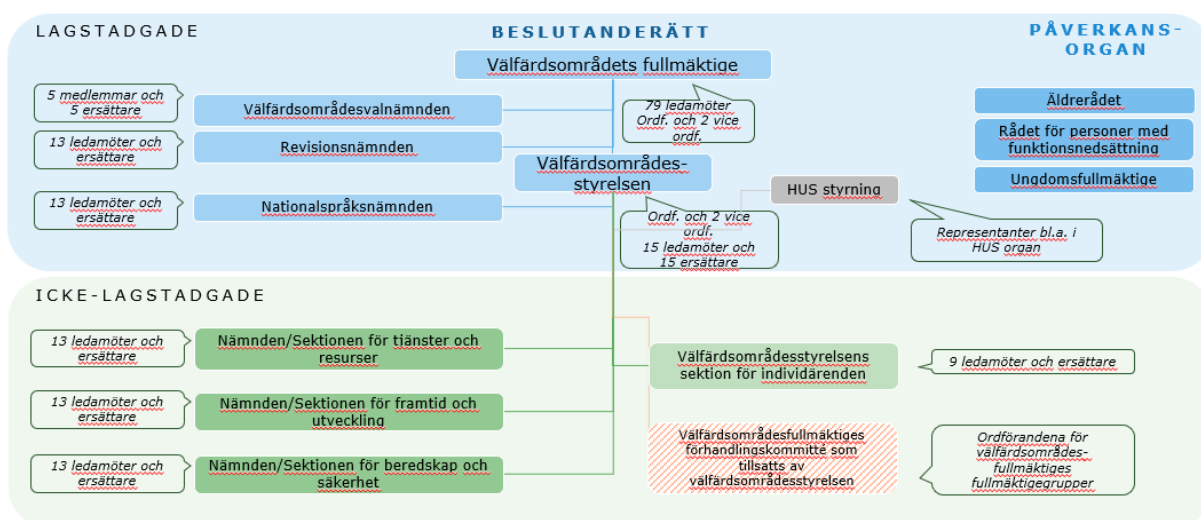 LAGSTADGADE
BESLUTANDERÄTT
PÅVERKANS-
ORGAN
Välfärdsområdets fullmäktige
5 medlemmar och
5 ersättare
Välfärdsområdesvalnämnden
79 ledamöter
Ordf. och 2 vice
ordf.
Äldrerådet
13 ledamöter och
ersättare
Revisionsnämnden
Rådet för personer med
funktionsnedsättning
Välfärdsområdes-
styrelsen
HUS styrning
Ungdomsfullmäktige
13 ledamöter och
ersättare
Nationalspråksnämnden
Ordf. och 2 vice
ordf.
15 ledamöter och
15 ersättare
Representanter bl.a. i
HUS organ
ICKE-LAGSTADGADE
13 ledamöter och
ersättare
Nämnden/Sektionen för tjänster och
resurser
Välfärdsområdesstyrelsens
sektion för individärenden
9 ledamöter och ersättare
13 ledamöter och
ersättare
Nämnden/Sektionen för framtid och
utveckling
Välfärdsområdesfullmäktiges
förhandlingskommitté som
tillsatts av
välfärdsområdesstyrelsen
Ordförandena för
välfärdsområdes-
fullmäktiges
fullmäktigegrupper
13 ledamöter och
ersättare
Nämnden/Sektionen för beredskap och
säkerhet